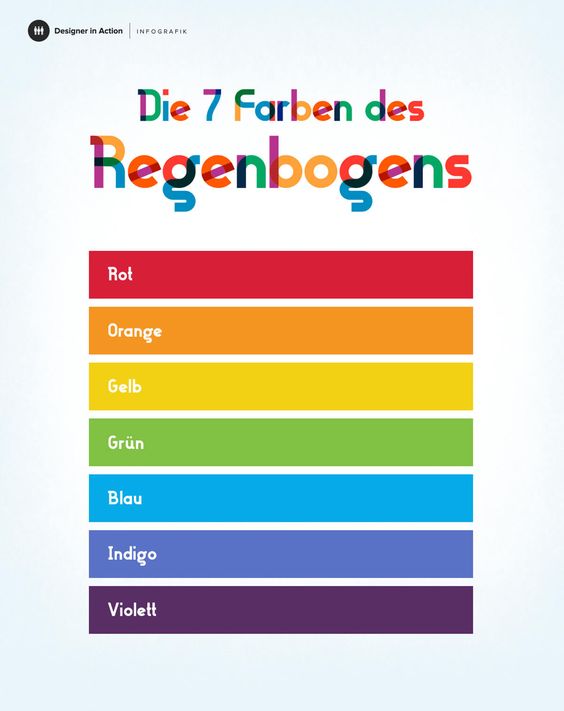 Designer in Action | INFOGRAFIK
Die 7 Farben des
Regenbogens
Rot
Orange
Gelb
Grün
Blau
Indigo
Violett